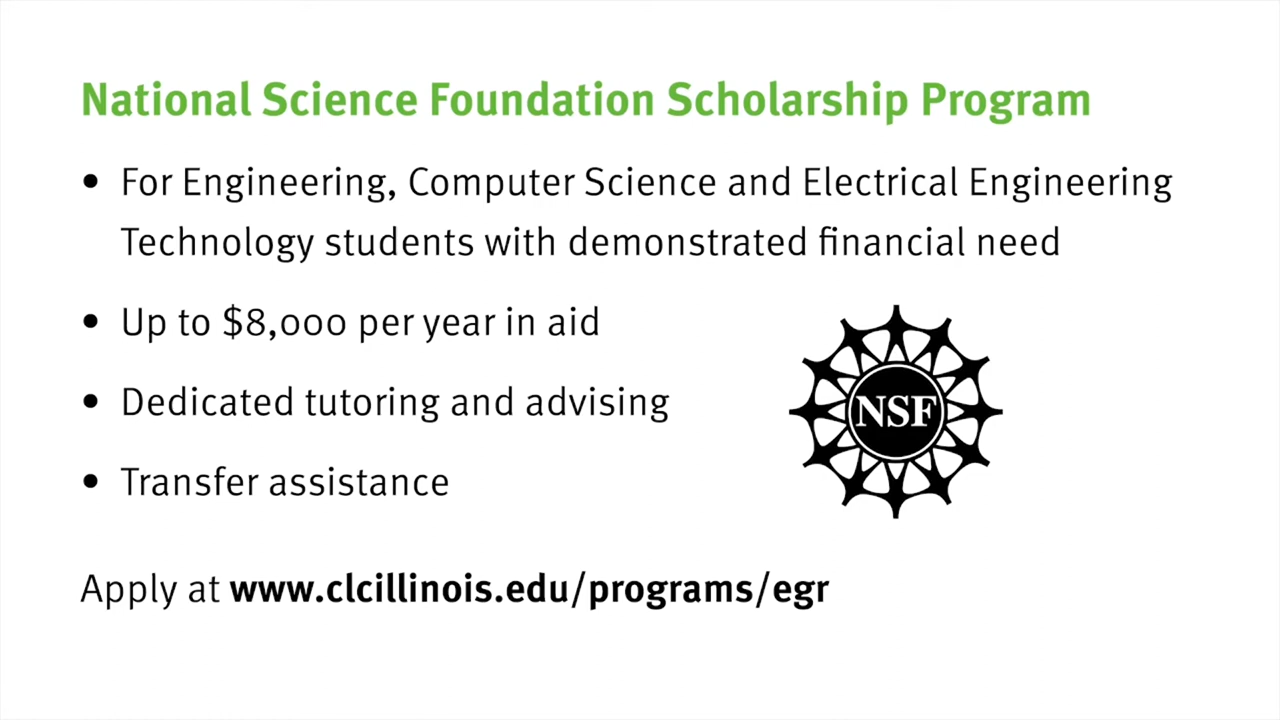 National Science Foundation Scholarship Program
• For Engineering, Computer Science and Electrical Engineering
Technology students with demonstrated financial need
• Up to $8,000 per year in aid
• Dedicated tutoring and advising
• Transfer assistance
NSF
Apply at www.clcillinois.edu/programs/egr